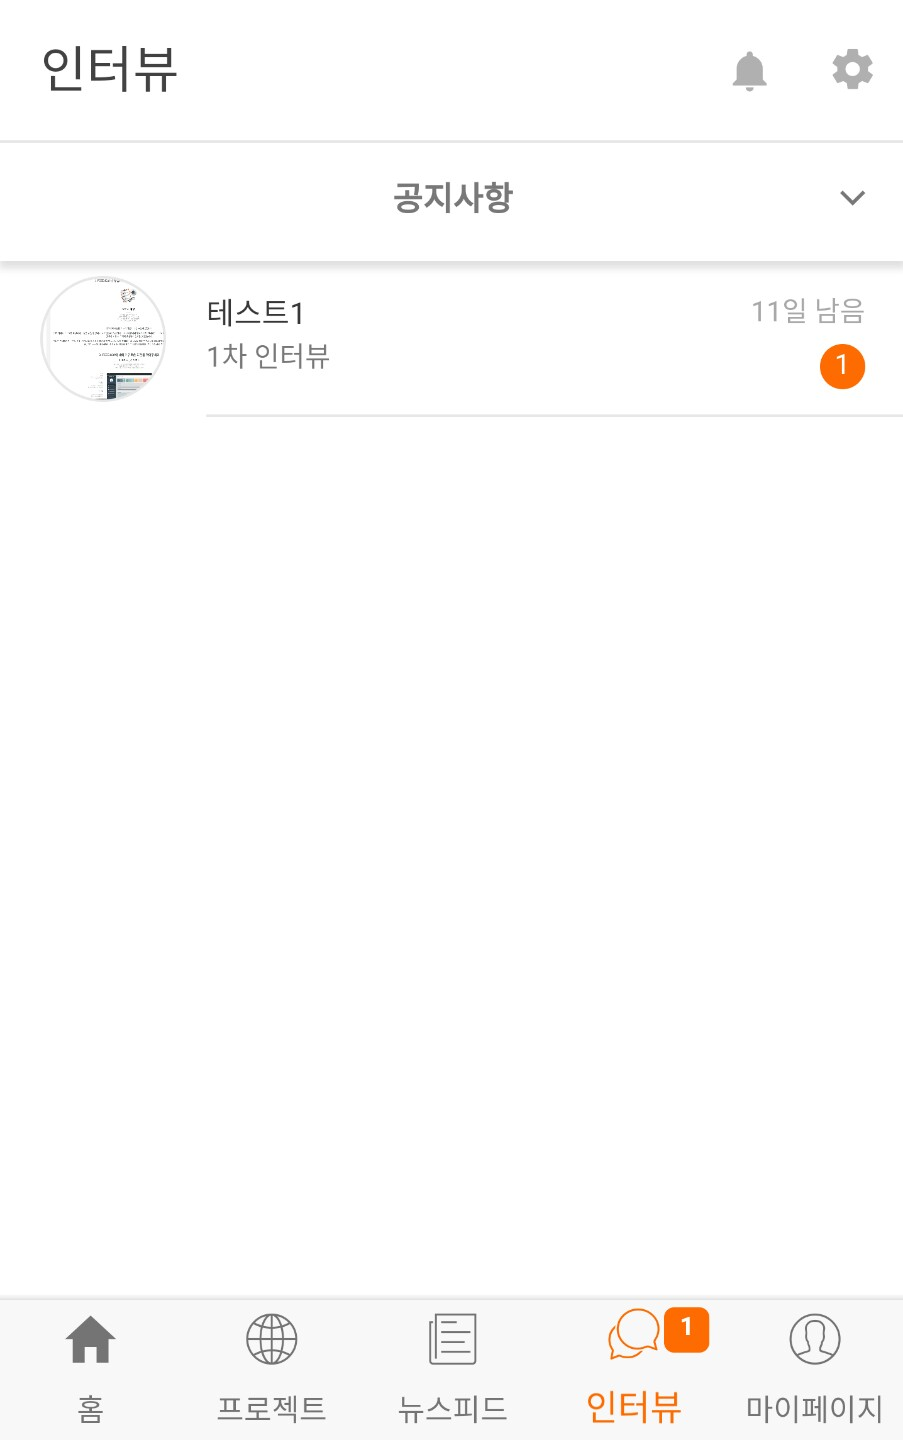 인터뷰
공지사항
테스트1
11일 남음
1차 인터뷰
1
1
홈
프로젝트
뉴스피드
인터뷰
마이페이지